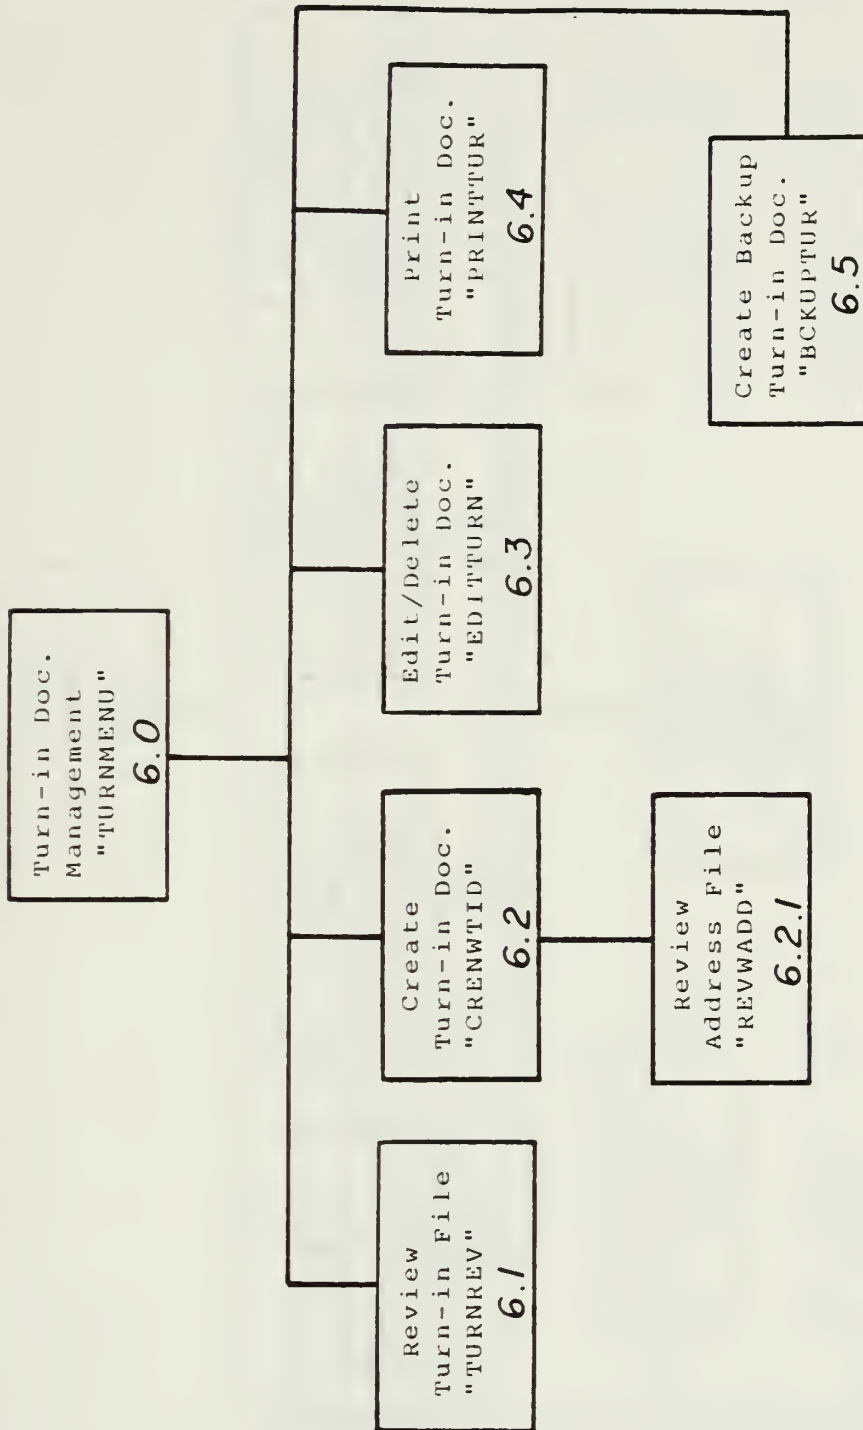 Turn-in Doc.
Management
"TURNMENU"
6.0
Review
Turn-in File
"TURNREV"
6.1
Create
Turn-in Doc.
"CRENWTID"
6.2
Edit/Delete
Turn-in Doc.
"EDITTURN"
6.3
Print
Turn-in Doc.
"PRINTTUR"
6.4
Review
Address File
"REVWADD"
6.2.1
Create Backup
Turn-in Doc.
"BCKUPTUR"
6.5